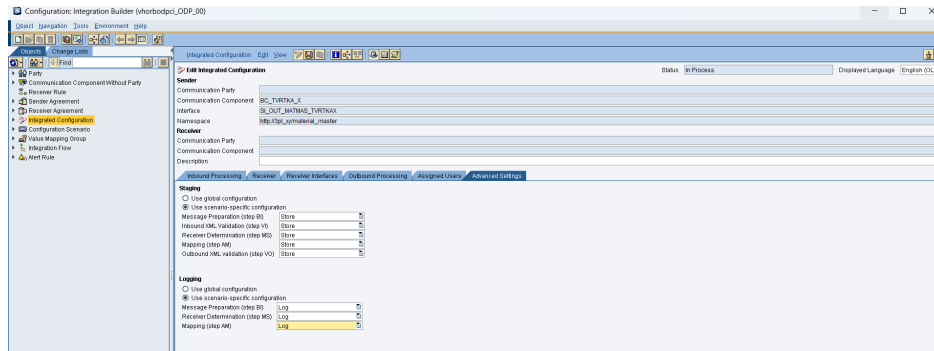 Configuration: Integration Builder (vhorbodpci_ODP_00)
Object Navigation Tools Environment Help
Objects Change Lists
Find
Party
Communication Component Without Party
Receiver Rule
Sender Agreement
Receiver Agreement
Integrated Configuration
Configuration Scenario
Value Mapping Group
Integration Flow
Alert Rule
Integrated Configuration Edit View
Edit Integrated Configuration Status In Process Displayed Language English (OL
Sender
Communication Party
Communication Component BC_TVRTKA_X
Interface SI_OUT_MATMAS_TVRTKAX
Namespace http://3pl_xy/material_master
Receiver
Communication Party
Communication Component
Description
Inbound Processing Receiver Receiver Interfaces Outbound Processing Assigned Users Advanced Settings
Staging
Use global configuration
Use scenario-specific configuration
Message Preparation (step BI) Store
Inbound XML Validation (step VI) Store
Receiver Determination (step MS) Store
Mapping (step AM) Store
Outbound XML validation (step VO) Store
Logging
Use global configuration
Use scenario-specific configuration
Message Preparation (step BI) Log
Receiver Determination (step MS) Log
Mapping (step AM) Log